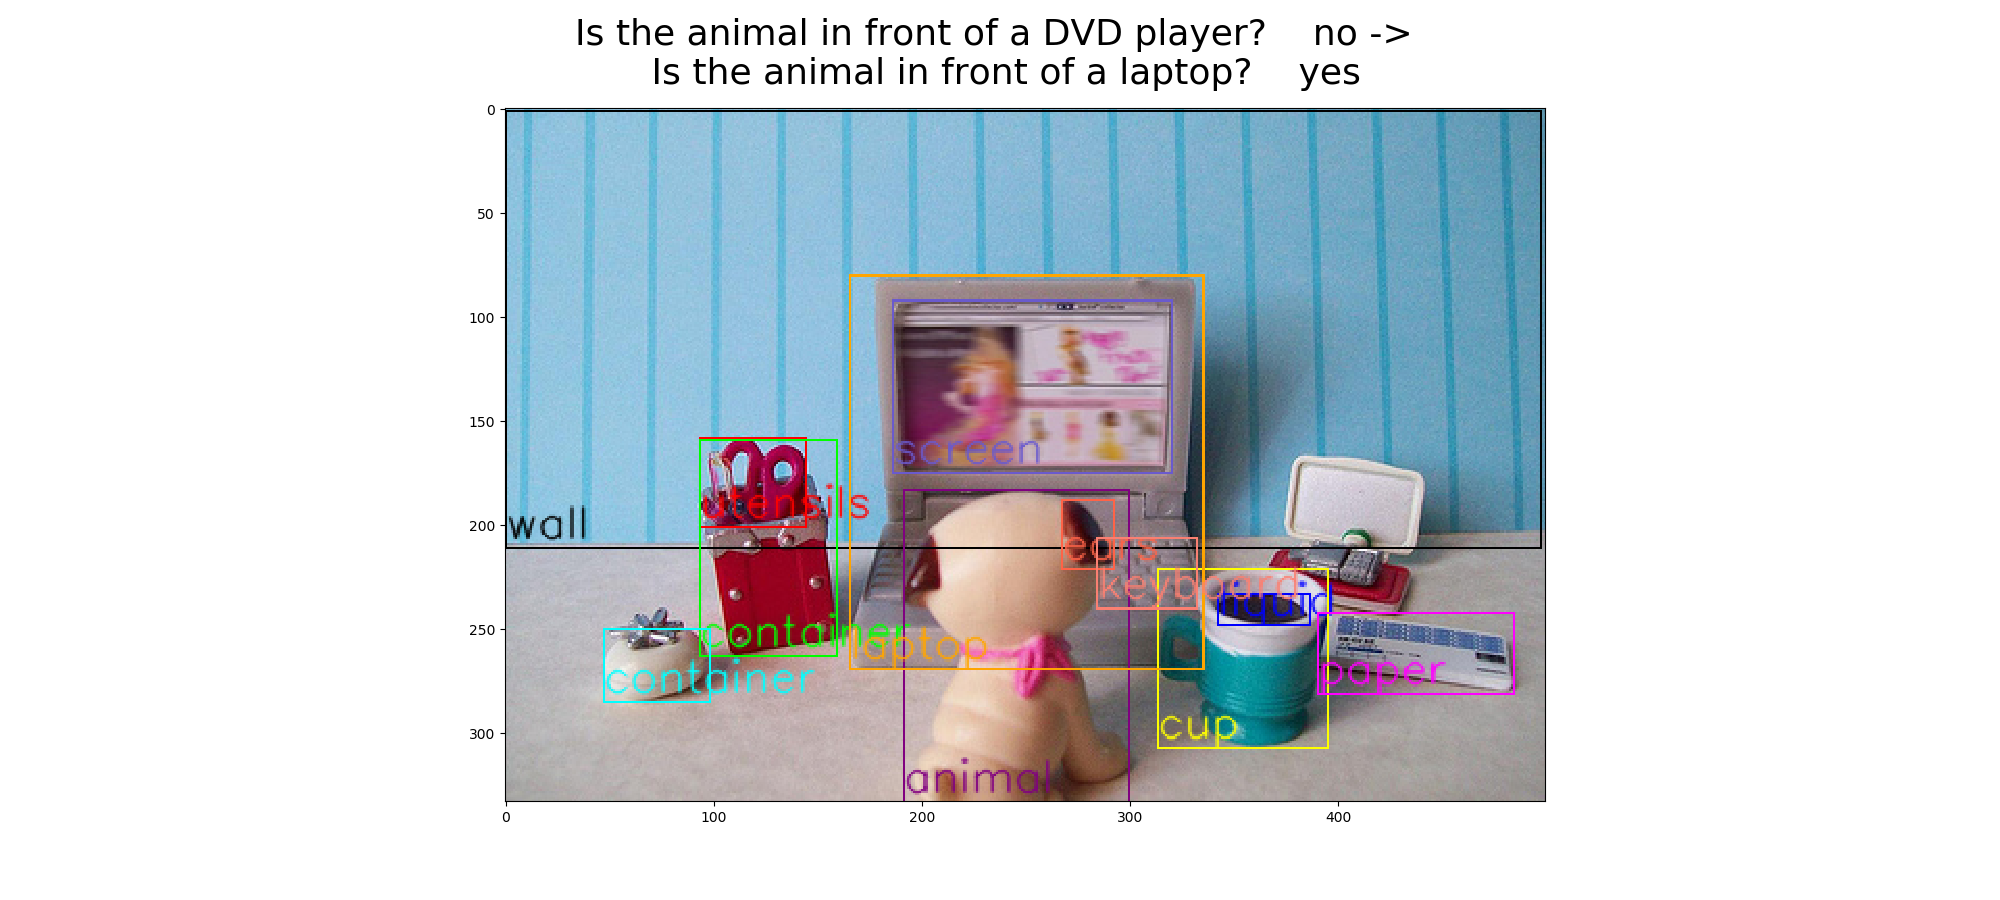 Is the animal in front of a DVD player?    no ->
Is the animal in front of a laptop?    yes
0
50
100
150
200
250
300
screen
utensils
wall
ears
keyboard
liquid
container
laptop
container
paper
cup
animal
0
100
200
300
400